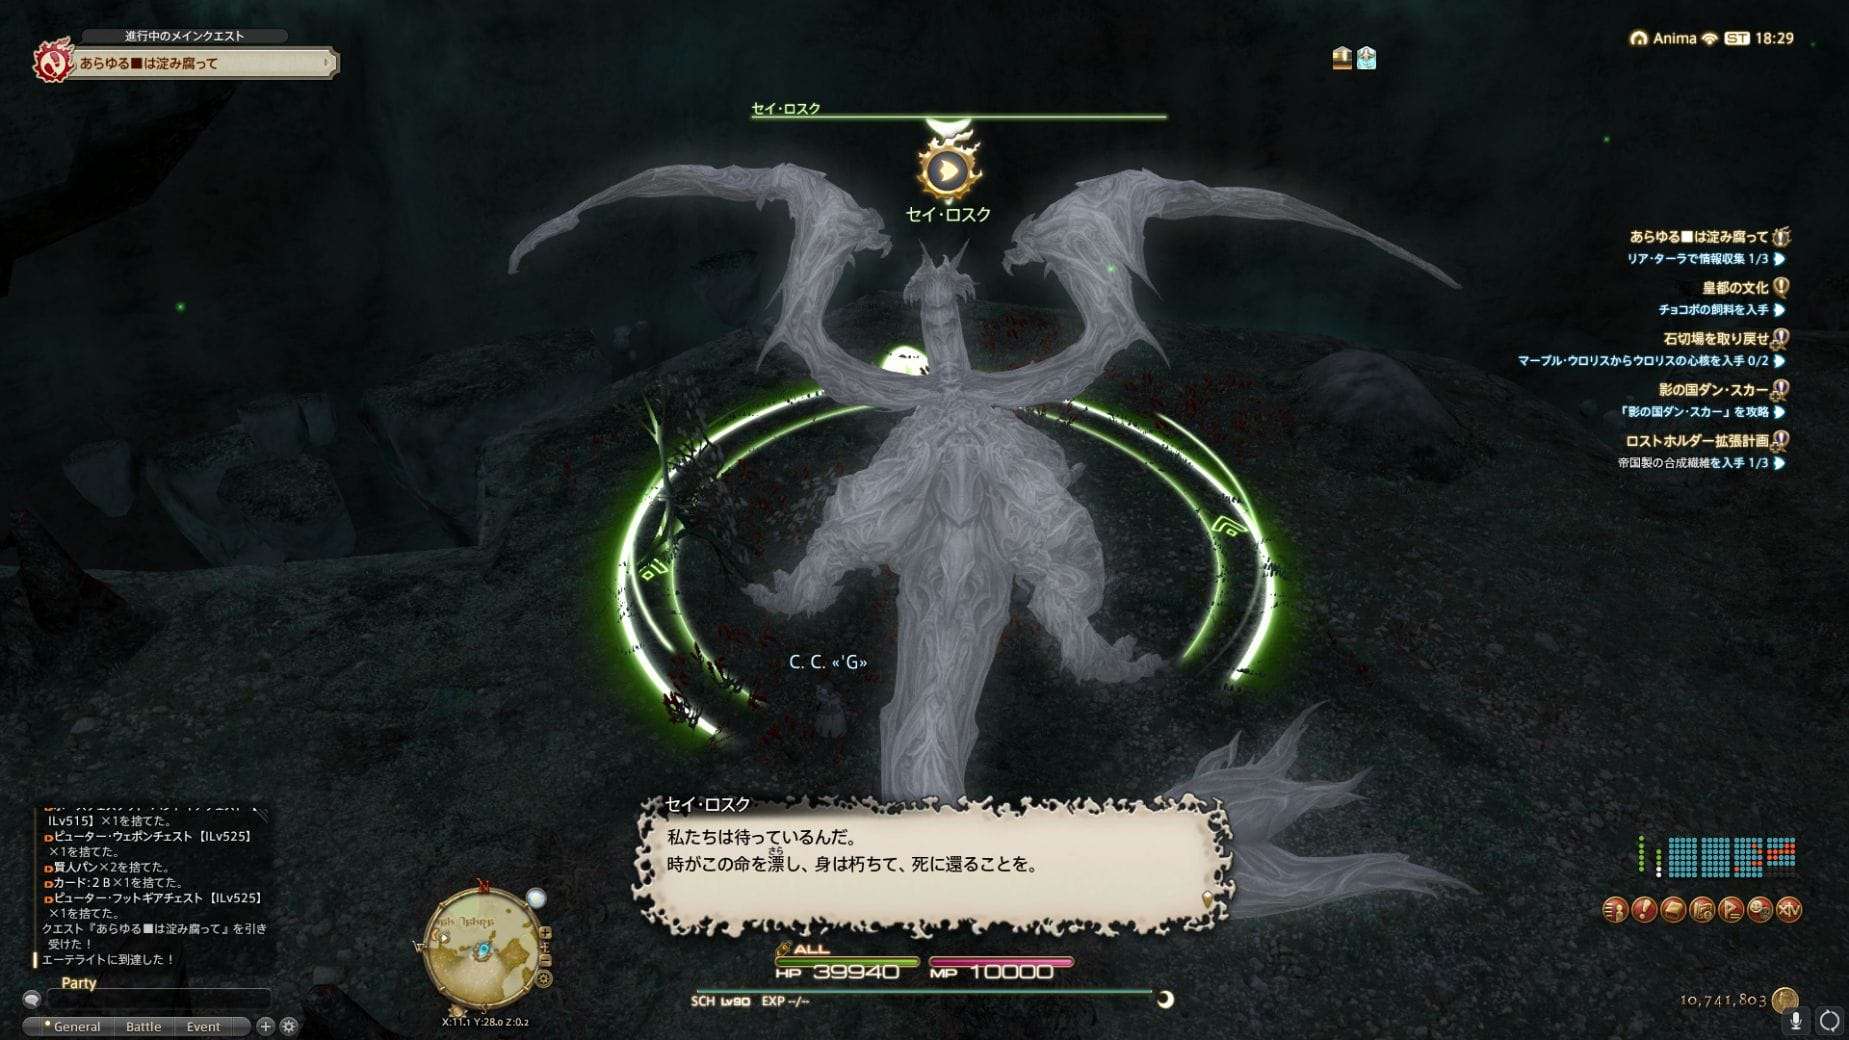 進行中のメインクエスト
あらゆる■は淀み腐って
Anima ST 18:29
セイ・ロスク
セイ・ロスク
あらゆる■は淀み腐って
リア・ターラで情報収集 1/3
皇都の文化
チョコボの飼料を入手
石切場を取り戻せ
マーブル・ウロリスからウロリスの心核を入手 0/2
影の国ダン・スカー
「影の国ダン・スカー」を攻略
ロストホルダー拡張計画
帝国製の合成繊維を入手 1/3
C. C. «'G»
セイ・ロスク
私たちは待っているんだ。
さら
時がこの命を漂し、身は朽ちて、死に還ることを。
ILv515】×1を捨てた。
ピューター・ウェポンチェスト【ILv525】
×1を捨てた。
賢人パン×2を捨てた。
カード:２Ｂ×1を捨てた。
ピューター・フットギアチェスト【ILv525】
×1を捨てた。
クエスト『あらゆる■は淀み腐って』を引き
受けた！
エーテライトに到達した！
Party
General Battle Event
N
X:11.1 Y:28.0 Z:0.2
ALL
HP 39940 MP 10000
SCH Lv90 EXP --/--
XIV
10,741,803